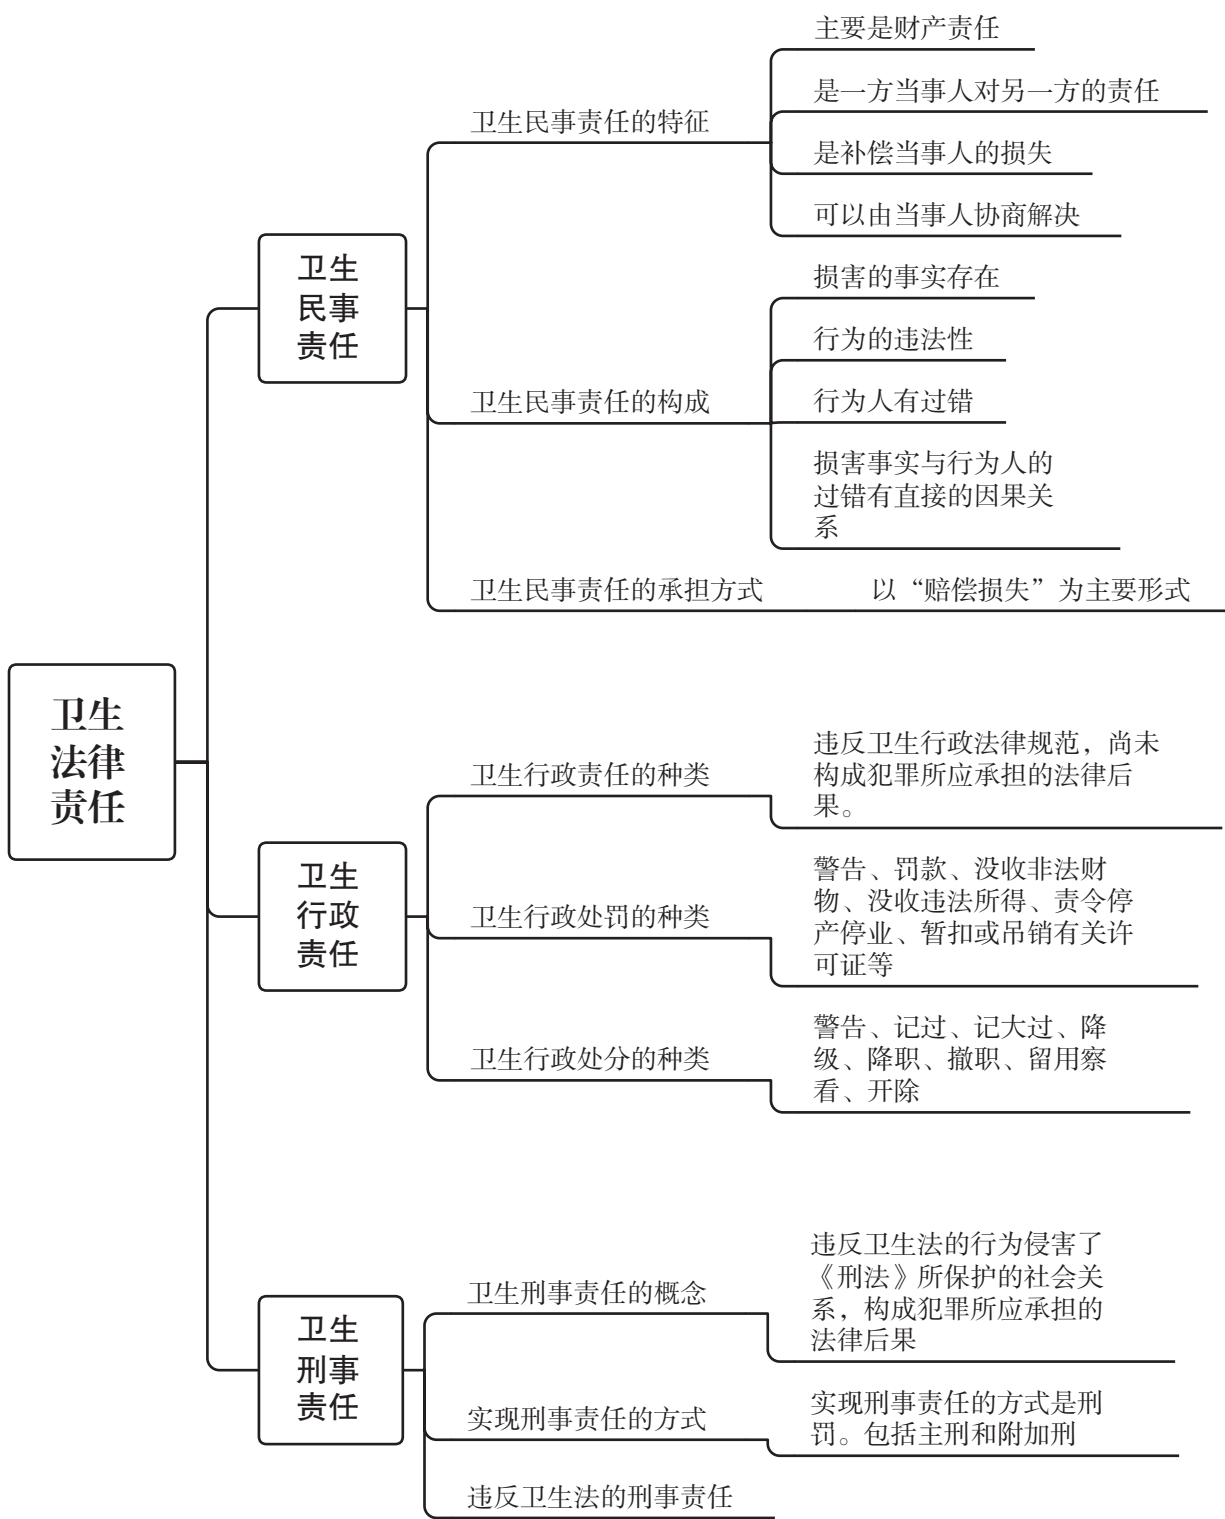 卫生
法律
责任
卫生
民事
责任
卫生民事责任的特征
主要是财产责任
是一方当事人对另一方的责任
是补偿当事人的损失
可以由当事人协商解决
卫生民事责任的构成
损害的事实存在
行为的违法性
行为人有过错
损害事实与行为人的
过错有直接的因果关
系
卫生民事责任的承担方式
以“赔偿损失”为主要形式
卫生
行政
责任
卫生行政责任的种类
违反卫生行政法律规范，尚未
构成犯罪所应承担的法律后
果。
卫生行政处罚的种类
警告、罚款、没收非法财
物、没收违法所得、责令停
产停业、暂扣或吊销有关许
可证等
卫生行政处分的种类
警告、记过、记大过、降
级、降职、撤职、留用察
看、开除
卫生
刑事
责任
卫生刑事责任的概念
违反卫生法的行为侵害了
《刑法》所保护的社会关
系，构成犯罪所应承担的
法律后果
实现刑事责任的方式
实现刑事责任的方式是刑
罚。包括主刑和附加刑
违反卫生法的刑事责任